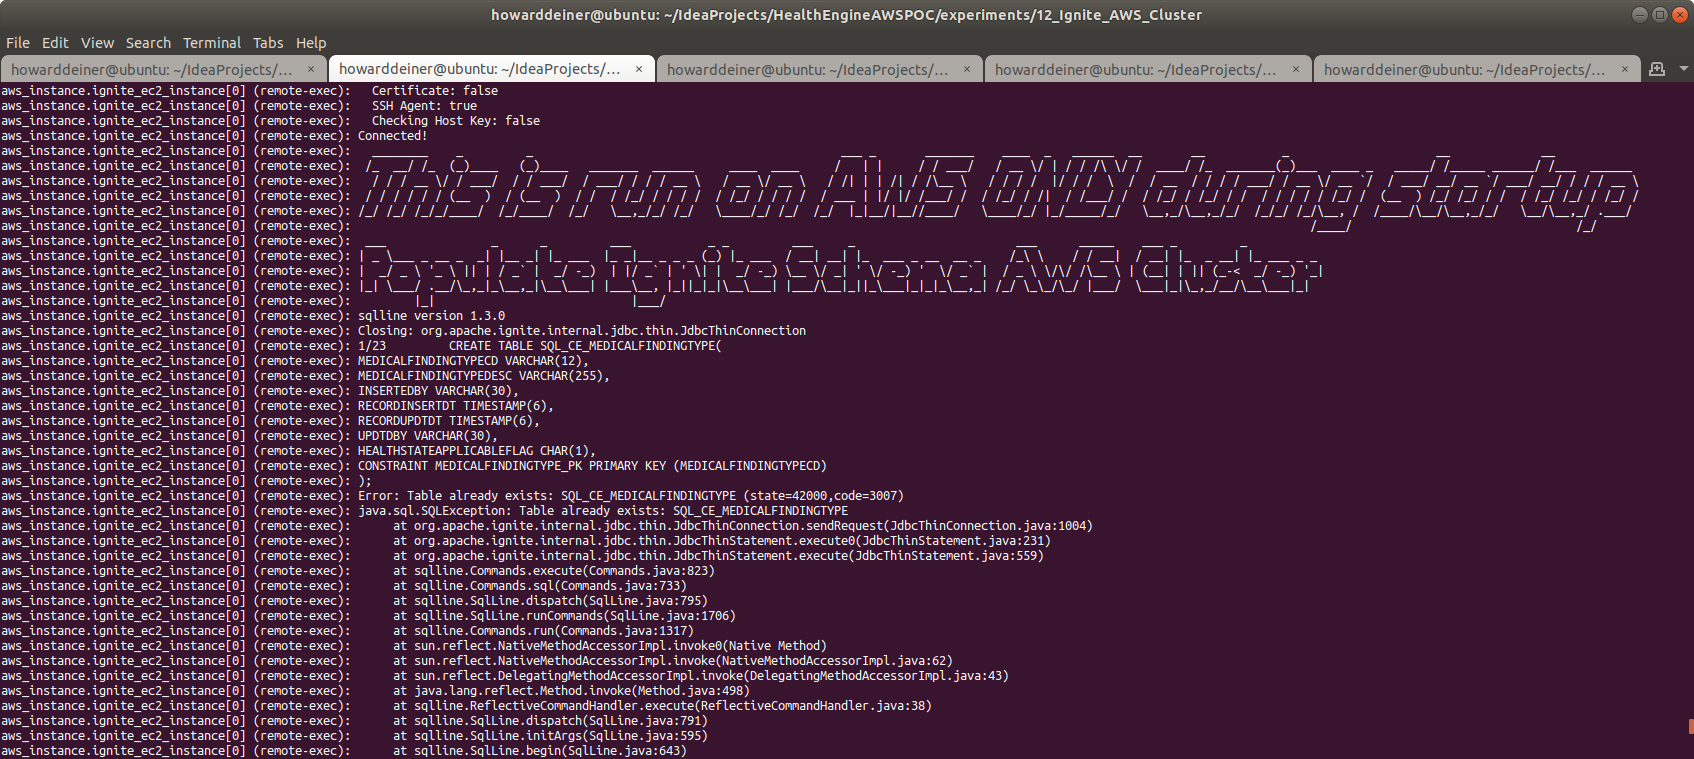 howarddeiner@ubuntu: ~/IdeaProjects/HealthEngineAWSPOC/experiments/12_Ignite_AWS_Cluster
File Edit View Search Terminal Tabs Help
howarddeiner@ubuntu: ~/IdeaProjects/... × howarddeiner@ubuntu: ~/IdeaProjects/... × howarddeiner@ubuntu: ~/IdeaProjects/... × howarddeiner@ubuntu: ~/IdeaProjects/... × howarddeiner@ubuntu: ~/IdeaProjects/... ×
aws_instance.ignite_ec2_instance[0] (remote-exec):   Certificate: false
aws_instance.ignite_ec2_instance[0] (remote-exec):   SSH Agent: true
aws_instance.ignite_ec2_instance[0] (remote-exec):   Checking Host Key: false
aws_instance.ignite_ec2_instance[0] (remote-exec): Connected!
aws_instance.ignite_ec2_instance[0] (remote-exec):
aws_instance.ignite_ec2_instance[0] (remote-exec):
aws_instance.ignite_ec2_instance[0] (remote-exec): This is run on AWS ONLY during startup
aws_instance.ignite_ec2_instance[0] (remote-exec):
aws_instance.ignite_ec2_instance[0] (remote-exec):
aws_instance.ignite_ec2_instance[0] (remote-exec):
aws_instance.ignite_ec2_instance[0] (remote-exec):
aws_instance.ignite_ec2_instance[0] (remote-exec):
aws_instance.ignite_ec2_instance[0] (remote-exec): Populate Ignite Schema AWS Cluster
aws_instance.ignite_ec2_instance[0] (remote-exec):
aws_instance.ignite_ec2_instance[0] (remote-exec):
aws_instance.ignite_ec2_instance[0] (remote-exec): sqlline version 1.3.0
aws_instance.ignite_ec2_instance[0] (remote-exec): Closing: org.apache.ignite.internal.jdbc.thin.JdbcThinConnection
aws_instance.ignite_ec2_instance[0] (remote-exec): 1/23         CREATE TABLE SQL_CE_MEDICALFINDINGTYPE(
aws_instance.ignite_ec2_instance[0] (remote-exec): MEDICALFINDINGTYPECD VARCHAR(12),
aws_instance.ignite_ec2_instance[0] (remote-exec): MEDICALFINDINGTYPEDESC VARCHAR(255),
aws_instance.ignite_ec2_instance[0] (remote-exec): INSERTEDBY VARCHAR(30),
aws_instance.ignite_ec2_instance[0] (remote-exec): RECORDINSERTDT TIMESTAMP(6),
aws_instance.ignite_ec2_instance[0] (remote-exec): RECORDUPDTDT TIMESTAMP(6),
aws_instance.ignite_ec2_instance[0] (remote-exec): UPDTDBY VARCHAR(30),
aws_instance.ignite_ec2_instance[0] (remote-exec): HEALTHSTATEAPPLICABLEFLAG CHAR(1),
aws_instance.ignite_ec2_instance[0] (remote-exec): CONSTRAINT MEDICALFINDINGTYPE_PK PRIMARY KEY (MEDICALFINDINGTYPECD)
aws_instance.ignite_ec2_instance[0] (remote-exec): );
aws_instance.ignite_ec2_instance[0] (remote-exec): Error: Table already exists: SQL_CE_MEDICALFINDINGTYPE (state=42000,code=3007)
aws_instance.ignite_ec2_instance[0] (remote-exec): java.sql.SQLException: Table already exists: SQL_CE_MEDICALFINDINGTYPE
aws_instance.ignite_ec2_instance[0] (remote-exec):      at org.apache.ignite.internal.jdbc.thin.JdbcThinConnection.sendRequest(JdbcThinConnection.java:1004)
aws_instance.ignite_ec2_instance[0] (remote-exec):      at org.apache.ignite.internal.jdbc.thin.JdbcThinStatement.execute0(JdbcThinStatement.java:231)
aws_instance.ignite_ec2_instance[0] (remote-exec):      at org.apache.ignite.internal.jdbc.thin.JdbcThinStatement.execute(JdbcThinStatement.java:559)
aws_instance.ignite_ec2_instance[0] (remote-exec):      at sqlline.Commands.execute(Commands.java:823)
aws_instance.ignite_ec2_instance[0] (remote-exec):      at sqlline.Commands.sql(Commands.java:733)
aws_instance.ignite_ec2_instance[0] (remote-exec):      at sqlline.SqlLine.dispatch(SqlLine.java:795)
aws_instance.ignite_ec2_instance[0] (remote-exec):      at sqlline.SqlLine.runCommands(SqlLine.java:1706)
aws_instance.ignite_ec2_instance[0] (remote-exec):      at sqlline.Commands.run(Commands.java:1317)
aws_instance.ignite_ec2_instance[0] (remote-exec):      at sun.reflect.NativeMethodAccessorImpl.invoke0(Native Method)
aws_instance.ignite_ec2_instance[0] (remote-exec):      at sun.reflect.NativeMethodAccessorImpl.invoke(NativeMethodAccessorImpl.java:62)
aws_instance.ignite_ec2_instance[0] (remote-exec):      at sun.reflect.DelegatingMethodAccessorImpl.invoke(DelegatingMethodAccessorImpl.java:43)
aws_instance.ignite_ec2_instance[0] (remote-exec):      at java.lang.reflect.Method.invoke(Method.java:498)
aws_instance.ignite_ec2_instance[0] (remote-exec):      at sqlline.ReflectiveCommandHandler.execute(ReflectiveCommandHandler.java:38)
aws_instance.ignite_ec2_instance[0] (remote-exec):      at sqlline.SqlLine.dispatch(SqlLine.java:791)
aws_instance.ignite_ec2_instance[0] (remote-exec):      at sqlline.SqlLine.initArgs(SqlLine.java:595)
aws_instance.ignite_ec2_instance[0] (remote-exec):      at sqlline.SqlLine.begin(SqlLine.java:643)